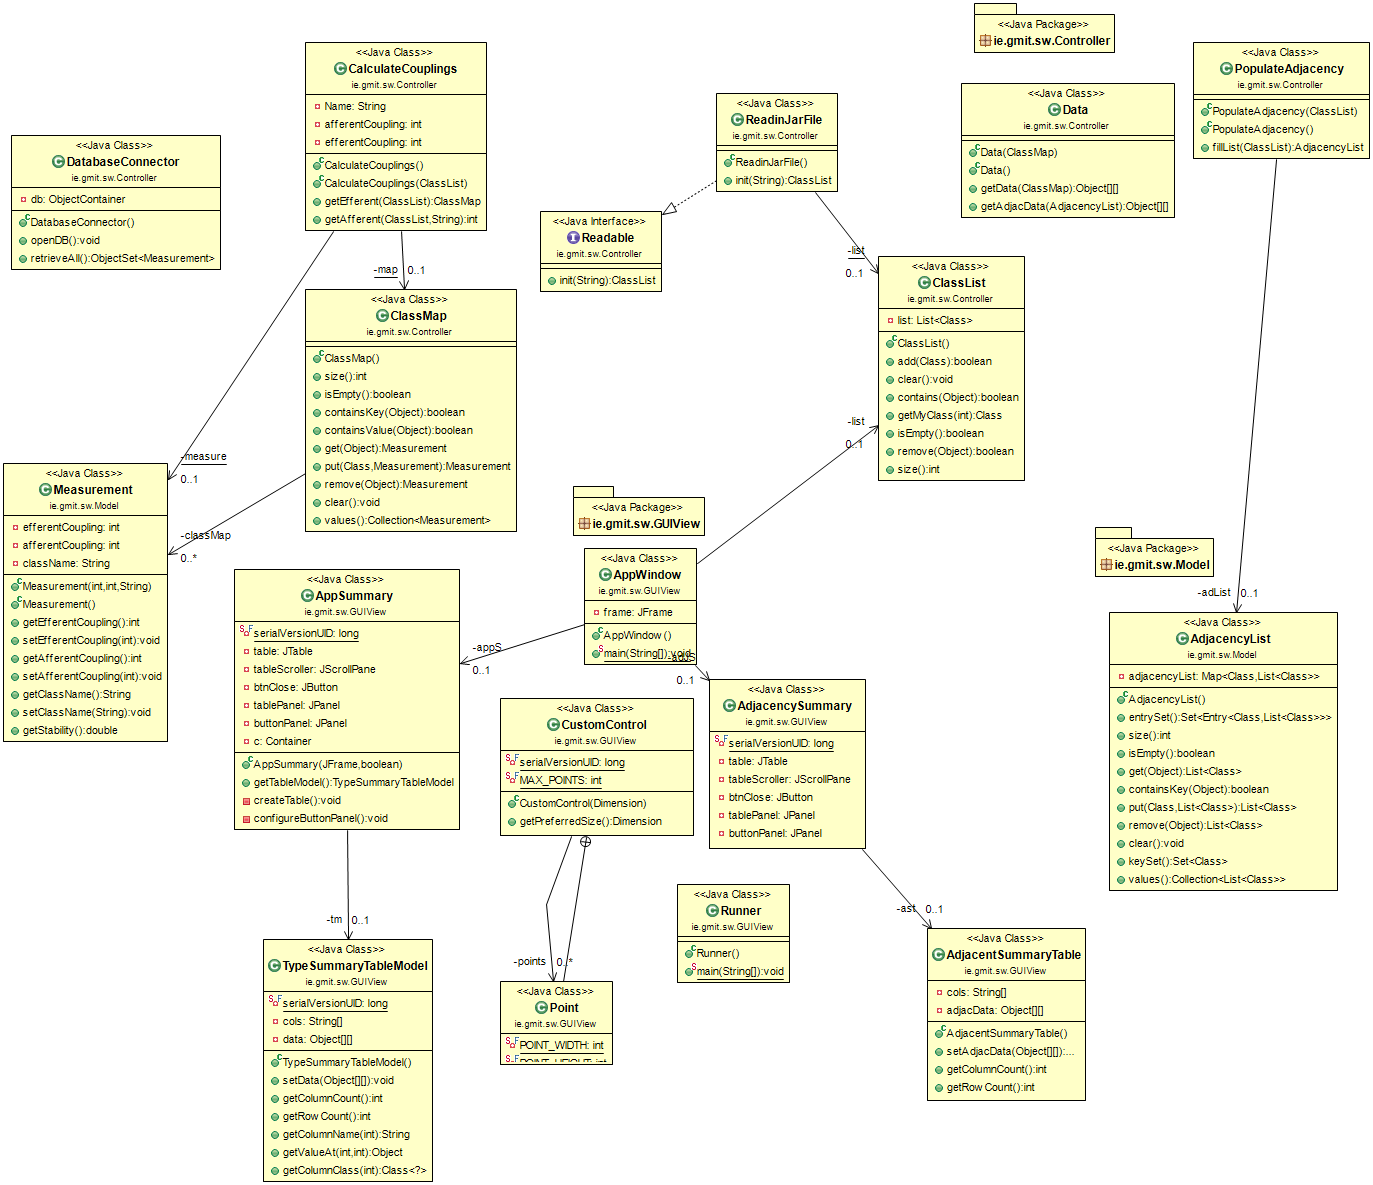 <<Java Package>>
ie.gmit.sw.Controller
<<Java Class>>
CalculateCouplings
ie.gmit.sw.Controller
Name: String
afferentCoupling: int
efferentCoupling: int
CalculateCouplings()
CalculateCouplings(ClassList)
getEfferent(ClassList):ClassMap
getAfferent(ClassList,String):int
<<Java Class>>
PopulateAdjacency
ie.gmit.sw.Controller
PopulateAdjacency(ClassList)
PopulateAdjacency()
fillList(ClassList):AdjacencyList
<<Java Class>>
Data
ie.gmit.sw.Controller
Data(ClassMap)
Data()
getData(ClassMap):Object[][]
getAdjacData(AdjacencyList):Object[][]
<<Java Class>>
ReadinJarFile
ie.gmit.sw.Controller
ReadinJarFile()
init(String):ClassList
<<Java Class>>
DatabaseConnector
ie.gmit.sw.Controller
db: ObjectContainer
DatabaseConnector()
openDB():void
retrieveAll():ObjectSet<Measurement>
<<Java Interface>>
Readable
ie.gmit.sw.Controller
init(String):ClassList
-list
0..1
-map
0..1
<<Java Class>>
ClassList
ie.gmit.sw.Controller
list: List<Class>
ClassList()
add(Class):boolean
clear():void
contains(Object):boolean
getMyClass(int):Class
isEmpty():boolean
remove(Object):boolean
size():int
<<Java Class>>
ClassMap
ie.gmit.sw.Controller
ClassMap()
size():int
isEmpty():boolean
containsKey(Object):boolean
containsValue(Object):boolean
get(Object):Measurement
put(Class,Measurement):Measurement
remove(Object):Measurement
clear():void
values():Collection<Measurement>
-list
0..1
-measure
0..1
-classMap
0..*
<<Java Class>>
Measurement
ie.gmit.sw.Model
efferentCoupling: int
afferentCoupling: int
className: String
Measurement(int,int,String)
Measurement()
getEfferentCoupling():int
setEfferentCoupling(int):void
getAfferentCoupling():int
setAfferentCoupling(int):void
getClassName():String
setClassName(String):void
getStability():double
<<Java Package>>
ie.gmit.sw.GUIView
<<Java Package>>
ie.gmit.sw.Model
<<Java Class>>
AppWindow
ie.gmit.sw.GUIView
frame: JFrame
AppWindow()
main(String[]):void
<<Java Class>>
AppSummary
ie.gmit.sw.GUIView
serialVersionUID: long
table: JTable
tableScroller: JScrollPane
btnClose: JButton
tablePanel: JPanel
buttonPanel: JPanel
c: Container
AppSummary(JFrame,boolean)
getTableModel():TypeSummaryTableModel
createTable():void
configureButtonPanel():void
-appS
0..1
-adjS
0..1
-adList
0..1
<<Java Class>>
AdjacencyList
ie.gmit.sw.Model
adjacencyList: Map<Class,List<Class>>
AdjacencyList()
entrySet():Set<Entry<Class,List<Class>>>
size():int
isEmpty():boolean
get(Object):List<Class>
containsKey(Object):boolean
put(Class,List<Class>):List<Class>
remove(Object):List<Class>
clear():void
keySet():Set<Class>
values():Collection<List<Class>>
<<Java Class>>
AdjacencySummary
ie.gmit.sw.GUIView
serialVersionUID: long
table: JTable
tableScroller: JScrollPane
btnClose: JButton
tablePanel: JPanel
buttonPanel: JPanel
<<Java Class>>
CustomControl
ie.gmit.sw.GUIView
serialVersionUID: long
MAX_POINTS: int
CustomControl(Dimension)
getPreferredSize():Dimension
<<Java Class>>
Runner
ie.gmit.sw.GUIView
Runner()
main(String[]):void
-tm
0..1
-ast
0..1
-points
0..*
<<Java Class>>
TypeSummaryTableModel
ie.gmit.sw.GUIView
serialVersionUID: long
cols: String[]
data: Object[][]
TypeSummaryTableModel()
setData(Object[][]):void
getColumnCount():int
getRowCount():int
getColumnName(int):String
getValueAt(int,int):Object
getColumnClass(int):Class<?>
<<Java Class>>
Point
ie.gmit.sw.GUIView
POINT_WIDTH: int
POINT_HEIGHT: int
<<Java Class>>
AdjacentSummaryTable
ie.gmit.sw.GUIView
cols: String[]
adjacData: Object[][]
AdjacentSummaryTable()
setAdjacData(Object[][]):...
getColumnCount():int
getRowCount():int